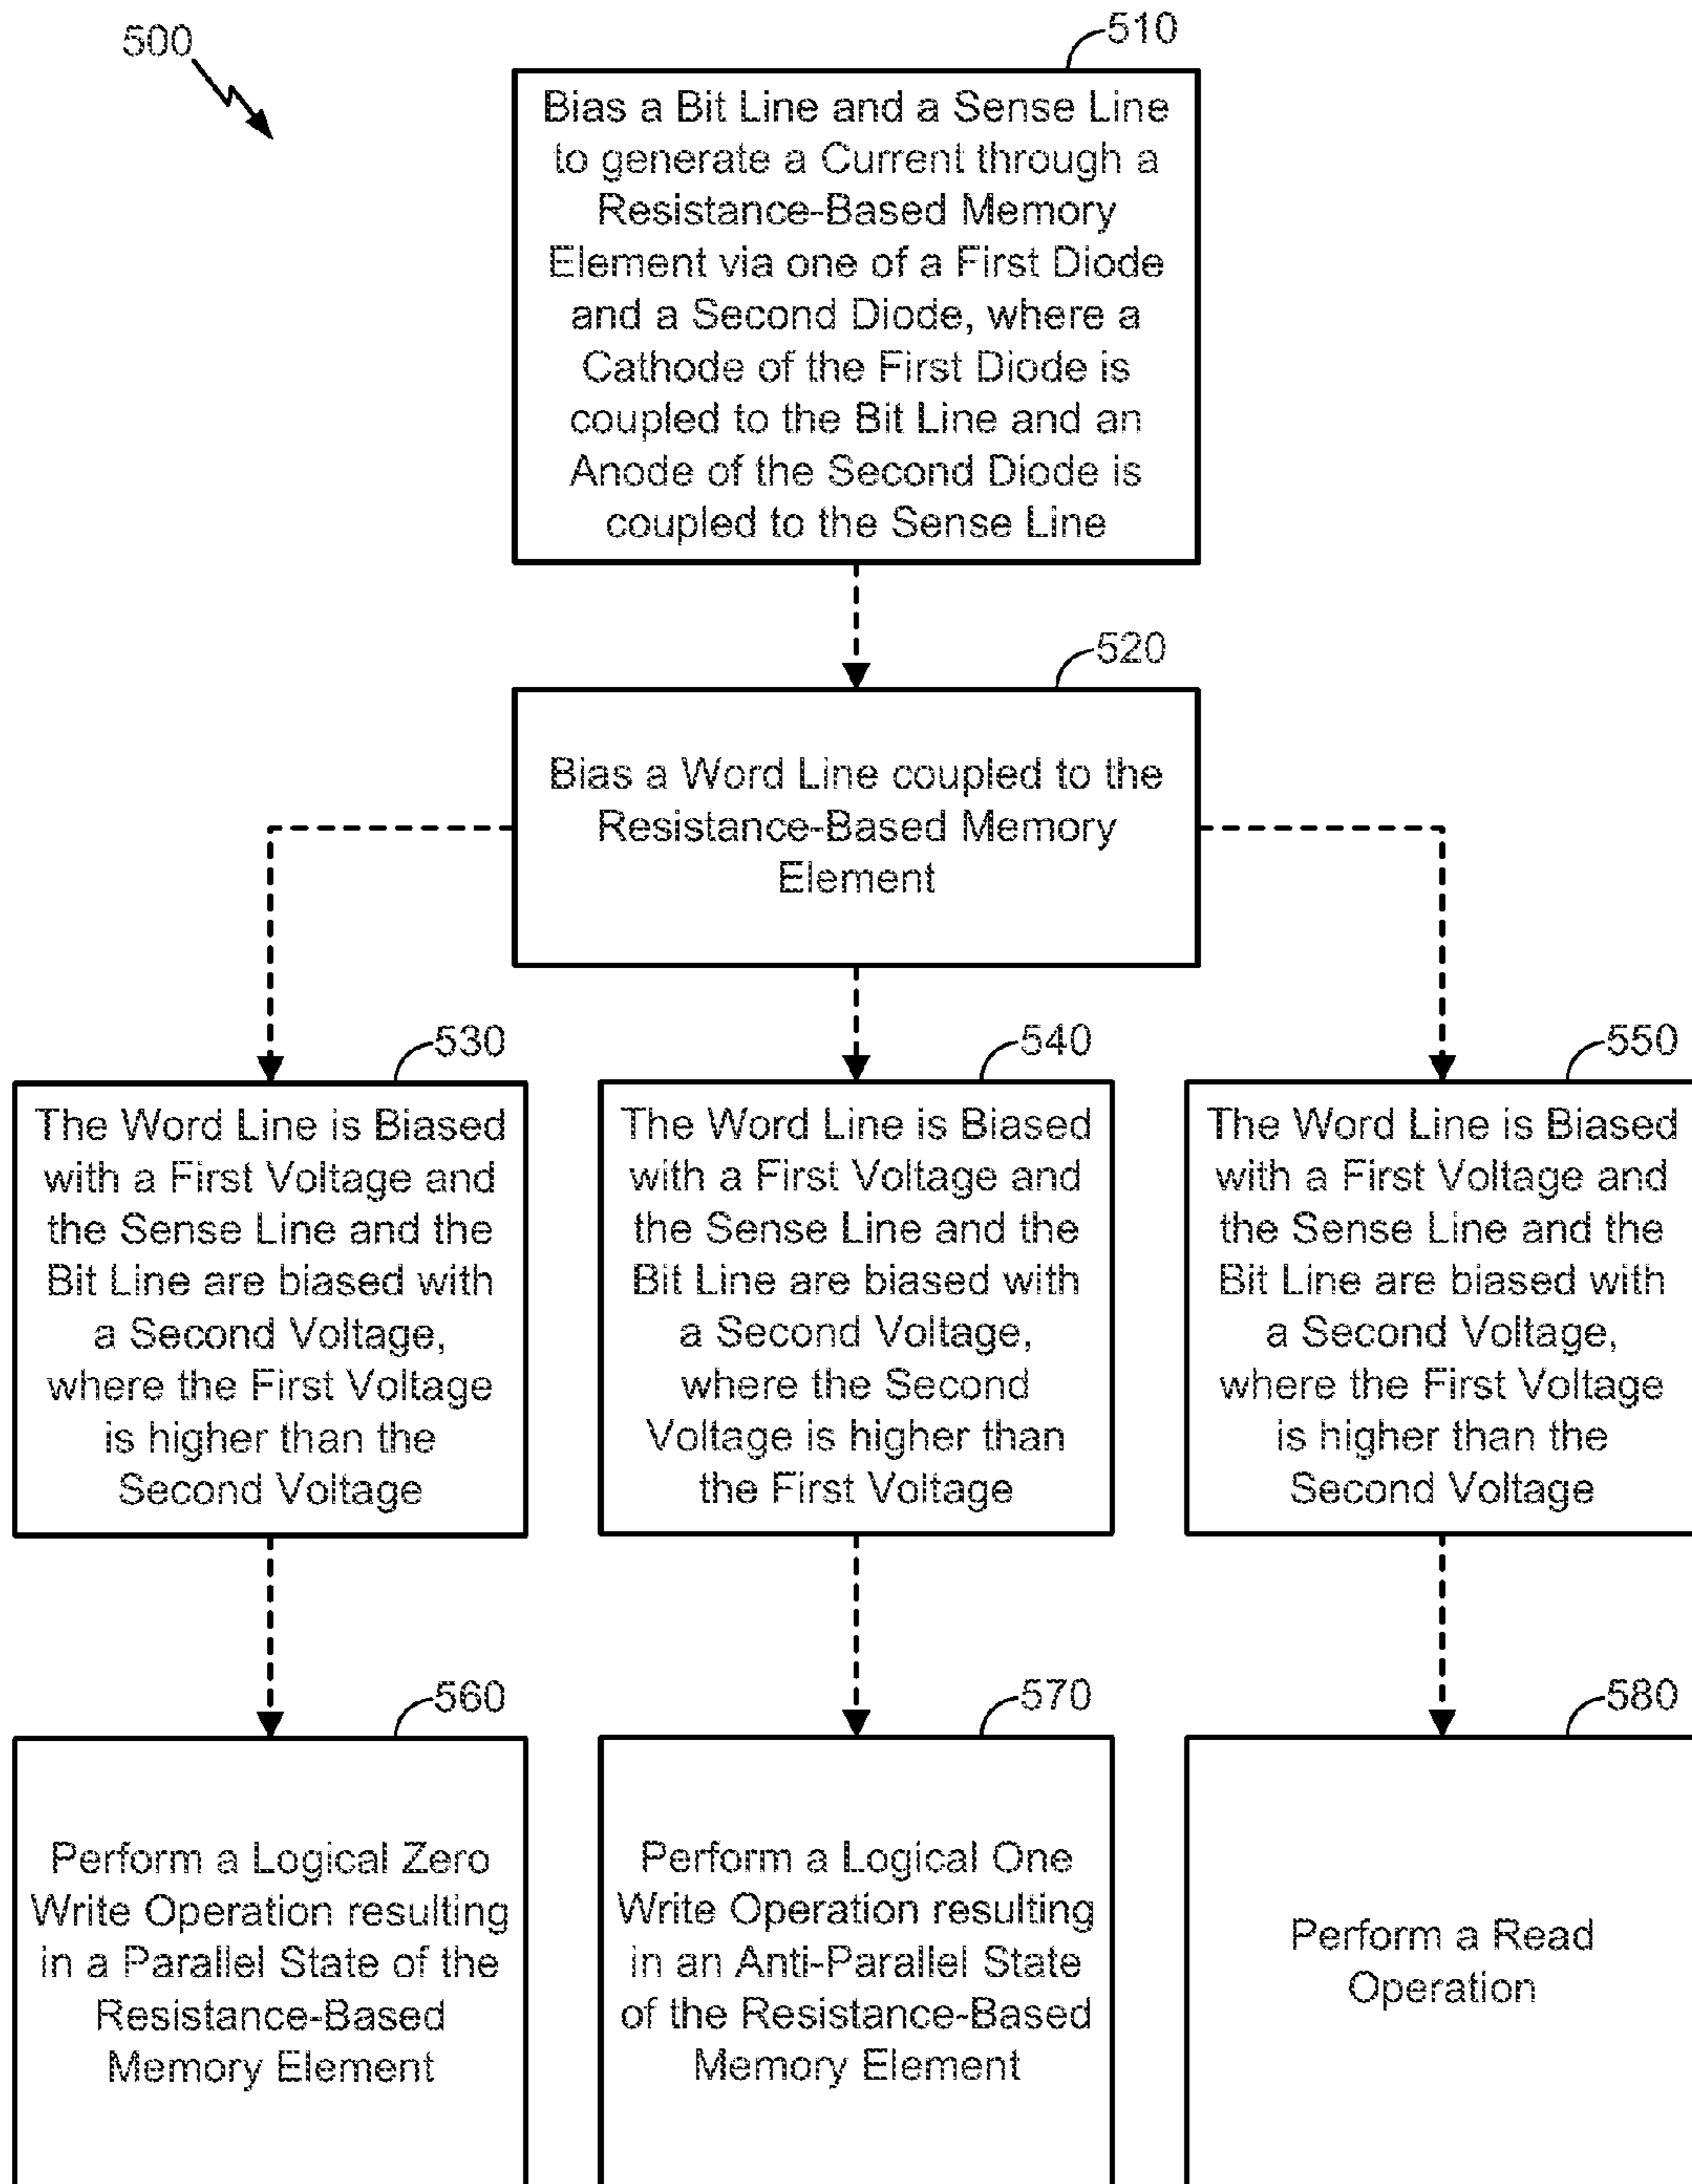 500
510
Bias a Bit Line and a Sense Line
to generate a Current through a
Resistance-Based Memory
Element via one of a First Diode
and a Second Diode, where a
Cathode of the First Diode is
coupled to the Bit Line and an
Anode of the Second Diode is
coupled to the Sense Line
520
Bias a Word Line coupled to the
Resistance-Based Memory
Element
530
The Word Line is Biased
with a First Voltage and
the Sense Line and the
Bit Line are biased with
a Second Voltage,
where the First Voltage
is higher than the
Second Voltage
540
The Word Line is Biased
with a First Voltage and
the Sense Line and the
Bit Line are biased with
a Second Voltage,
where the Second
Voltage is higher than
the First Voltage
550
The Word Line is Biased
with a First Voltage and
the Sense Line and the
Bit Line are biased with
a Second Voltage,
where the First Voltage
is higher than the
Second Voltage
560
Perform a Logical Zero
Write Operation resulting
in a Parallel State of the
Resistance-Based
Memory Element
570
Perform a Logical One
Write Operation resulting
in an Anti-Parallel State
of the Resistance-Based
Memory Element
580
Perform a Read
Operation